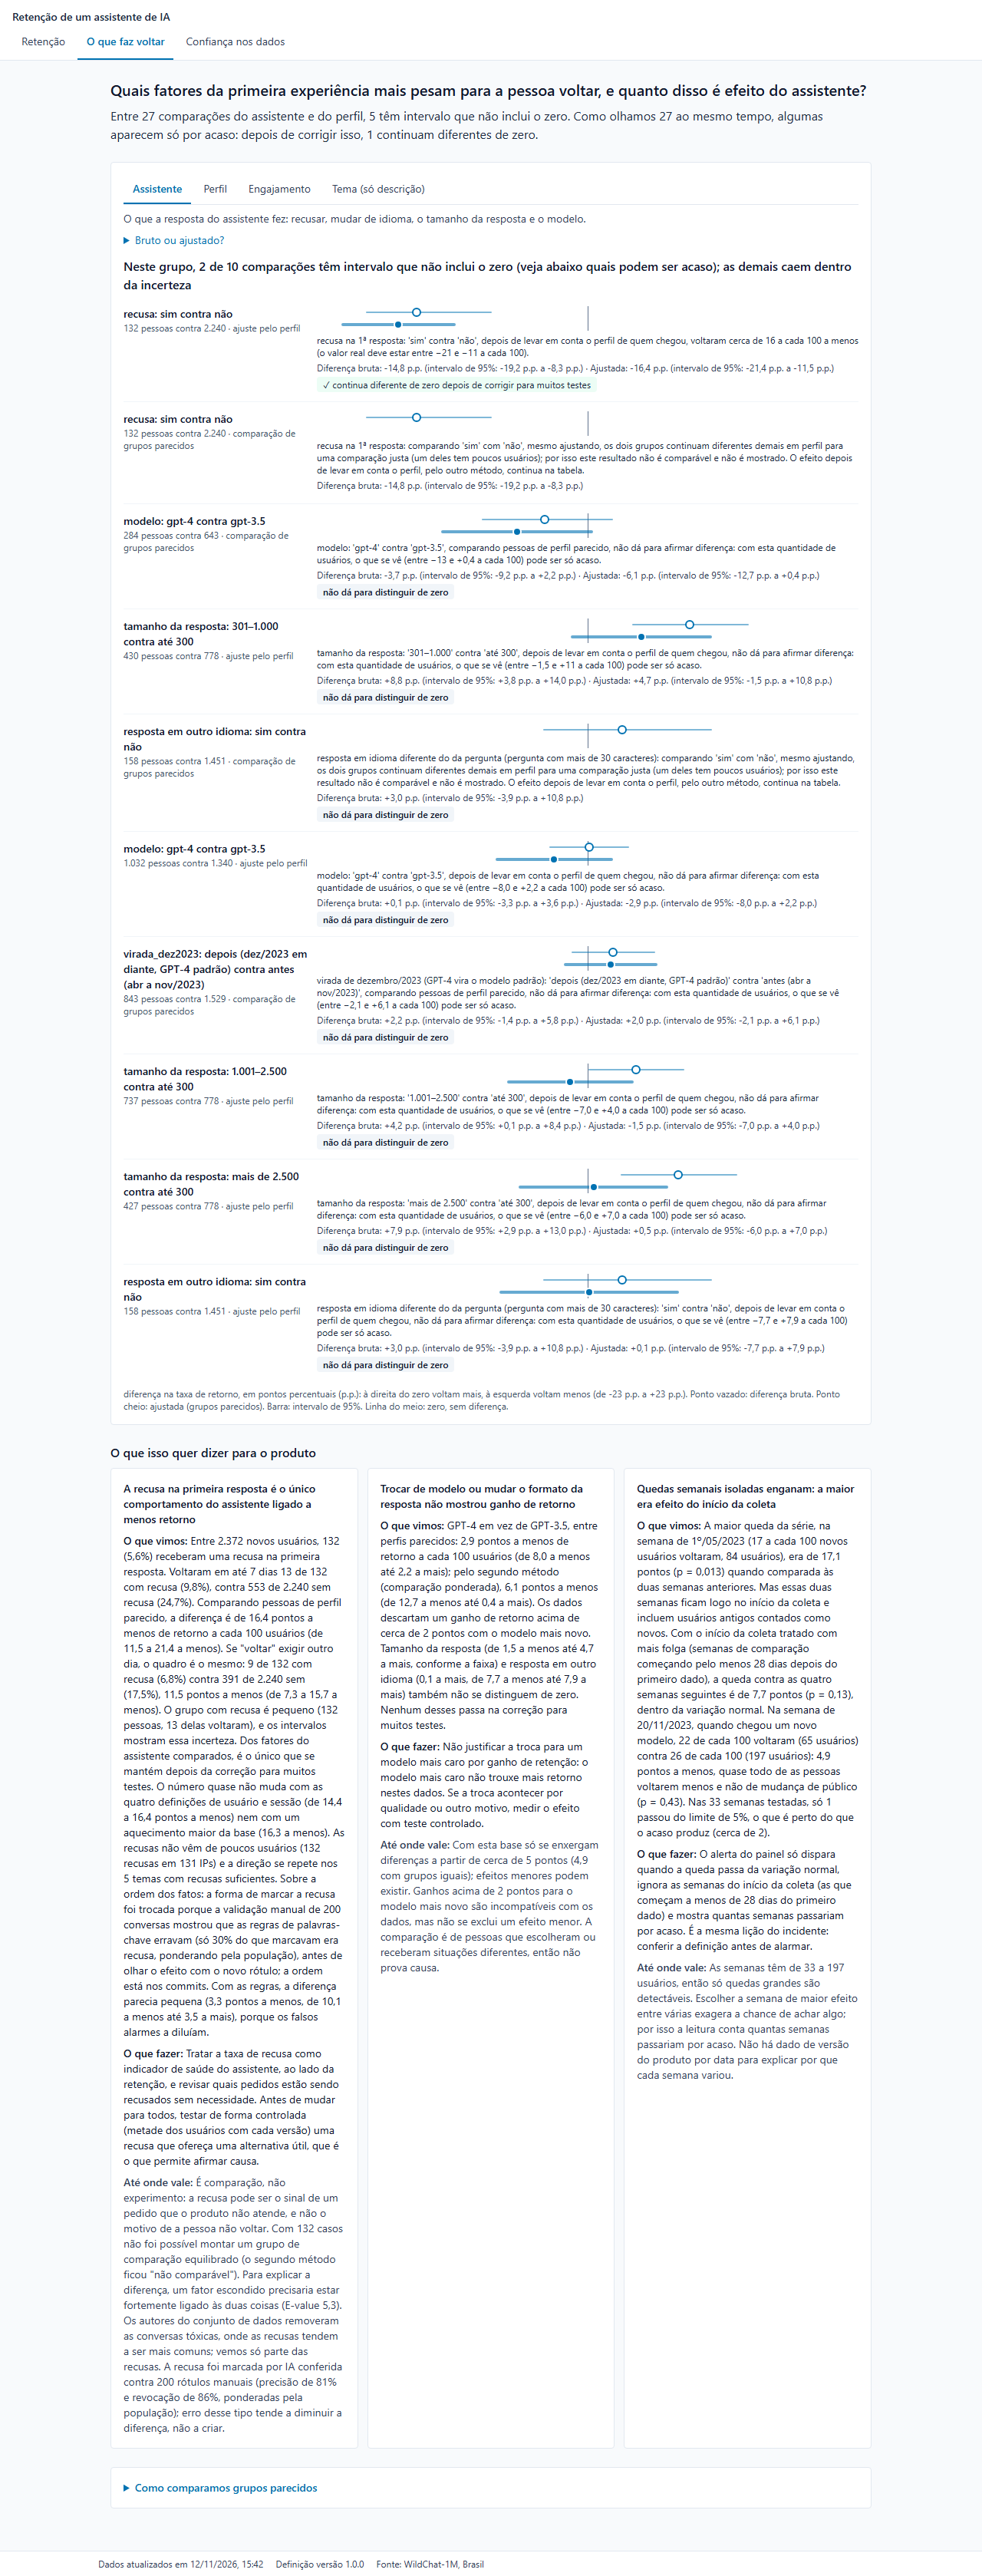 Retenção de um assistente de IA
Retenção
O que faz voltar
Confiança nos dados
Quais fatores da primeira experiência mais pesam para a pessoa voltar, e quanto disso é efeito do assistente?
Entre 27 comparações do assistente e do perfil, 5 têm intervalo que não inclui o zero. Como olhamos 27 ao mesmo tempo, algumas
aparecem só por acaso: depois de corrigir isso, 1 continuam diferentes de zero.
Assistente
Perfil
Engajamento
Tema (só descrição)
O que a resposta do assistente fez: recusar, mudar de idioma, o tamanho da resposta e o modelo.
▶ Bruto ou ajustado?
Neste grupo, 2 de 10 comparações têm intervalo que não inclui o zero (veja abaixo quais podem ser acaso); as demais caem dentro
da incerteza
recusa: sim contra não
132 pessoas contra 2.240 · ajuste pelo perfil
recusa na 1ª resposta: 'sim' contra 'não', depois de levar em conta o perfil de quem chegou, voltaram cerca de 16 a cada 100 a menos
(o valor real deve estar entre −21 e −11 a cada 100).
Diferença bruta: -14,8 p.p. (intervalo de 95%: -19,2 p.p. a -8,3 p.p.) · Ajustada: -16,4 p.p. (intervalo de 95%: -21,4 p.p. a -11,5 p.p.)
✓ continua diferente de zero depois de corrigir para muitos testes
recusa: sim contra não
132 pessoas contra 2.240 · comparação de
grupos parecidos
recusa na 1ª resposta: comparando 'sim' com 'não', mesmo ajustando, os dois grupos continuam diferentes demais em perfil para
uma comparação justa (um deles tem poucos usuários); por isso este resultado não é comparável e não é mostrado. O efeito depois
de levar em conta o perfil, pelo outro método, continua na tabela.
Diferença bruta: -14,8 p.p. (intervalo de 95%: -19,2 p.p. a -8,3 p.p.)
modelo: gpt-4 contra gpt-3.5
284 pessoas contra 643 · comparação de
grupos parecidos
modelo: 'gpt-4' contra 'gpt-3.5', comparando pessoas de perfil parecido, não dá para afirmar diferença: com esta quantidade de
usuários, o que se vê (entre −13 e +0,4 a cada 100) pode ser só acaso.
Diferença bruta: -3,7 p.p. (intervalo de 95%: -9,2 p.p. a +2,2 p.p.) · Ajustada: -6,1 p.p. (intervalo de 95%: -12,7 p.p. a +0,4 p.p.)
não dá para distinguir de zero
tamanho da resposta: 301–1.000
contra até 300
430 pessoas contra 778 · ajuste pelo perfil
tamanho da resposta: '301–1.000' contra 'até 300', depois de levar em conta o perfil de quem chegou, não dá para afirmar diferença:
com esta quantidade de usuários, o que se vê (entre −1,5 e +11 a cada 100) pode ser só acaso.
Diferença bruta: +8,8 p.p. (intervalo de 95%: +3,8 p.p. a +14,0 p.p.) · Ajustada: +4,7 p.p. (intervalo de 95%: -1,5 p.p. a +10,8 p.p.)
não dá para distinguir de zero
resposta em outro idioma: sim contra
não
158 pessoas contra 1.451 · comparação de
grupos parecidos
resposta em idioma diferente do da pergunta (pergunta com mais de 30 caracteres): comparando 'sim' com 'não', mesmo ajustando,
os dois grupos continuam diferentes demais em perfil para uma comparação justa (um deles tem poucos usuários); por isso este
resultado não é comparável e não é mostrado. O efeito depois de levar em conta o perfil, pelo outro método, continua na tabela.
Diferença bruta: +3,0 p.p. (intervalo de 95%: -3,9 p.p. a +10,8 p.p.)
não dá para distinguir de zero
modelo: gpt-4 contra gpt-3.5
1.032 pessoas contra 1.340 · ajuste pelo perfil
modelo: 'gpt-4' contra 'gpt-3.5', depois de levar em conta o perfil de quem chegou, não dá para afirmar diferença: com esta
quantidade de usuários, o que se vê (entre −8,0 e +2,2 a cada 100) pode ser só acaso.
Diferença bruta: +0,1 p.p. (intervalo de 95%: -3,3 p.p. a +3,6 p.p.) · Ajustada: -2,9 p.p. (intervalo de 95%: -8,0 p.p. a +2,2 p.p.)
não dá para distinguir de zero
virada_dez2023: depois (dez/2023 em
diante, GPT-4 padrão) contra antes
(abr a nov/2023)
843 pessoas contra 1.529 · comparação de
grupos parecidos
virada de dezembro/2023 (GPT-4 vira o modelo padrão): 'depois (dez/2023 em diante, GPT-4 padrão)' contra 'antes (abr a
nov/2023)', comparando pessoas de perfil parecido, não dá para afirmar diferença: com esta quantidade de usuários, o que se vê
(entre −2,1 e +6,1 a cada 100) pode ser só acaso.
Diferença bruta: +2,2 p.p. (intervalo de 95%: -1,4 p.p. a +5,8 p.p.) · Ajustada: +2,0 p.p. (intervalo de 95%: -2,1 p.p. a +6,1 p.p.)
não dá para distinguir de zero
tamanho da resposta: 1.001–2.500
contra até 300
737 pessoas contra 778 · ajuste pelo perfil
tamanho da resposta: '1.001–2.500' contra 'até 300', depois de levar em conta o perfil de quem chegou, não dá para afirmar
diferença: com esta quantidade de usuários, o que se vê (entre −7,0 e +4,0 a cada 100) pode ser só acaso.
Diferença bruta: +4,2 p.p. (intervalo de 95%: +0,1 p.p. a +8,4 p.p.) · Ajustada: -1,5 p.p. (intervalo de 95%: -7,0 p.p. a +4,0 p.p.)
não dá para distinguir de zero
tamanho da resposta: mais de 2.500
contra até 300
427 pessoas contra 778 · ajuste pelo perfil
tamanho da resposta: 'mais de 2.500' contra 'até 300', depois de levar em conta o perfil de quem chegou, não dá para afirmar
diferença: com esta quantidade de usuários, o que se vê (entre −6,0 e +7,0 a cada 100) pode ser só acaso.
Diferença bruta: +7,9 p.p. (intervalo de 95%: +2,9 p.p. a +13,0 p.p.) · Ajustada: +0,5 p.p. (intervalo de 95%: -6,0 p.p. a +7,0 p.p.)
não dá para distinguir de zero
resposta em outro idioma: sim contra
não
158 pessoas contra 1.451 · ajuste pelo perfil
resposta em idioma diferente do da pergunta (pergunta com mais de 30 caracteres): 'sim' contra 'não', depois de levar em conta o
perfil de quem chegou, não dá para afirmar diferença: com esta quantidade de usuários, o que se vê (entre −7,7 e +7,9 a cada 100)
pode ser só acaso.
Diferença bruta: +3,0 p.p. (intervalo de 95%: -3,9 p.p. a +10,8 p.p.) · Ajustada: +0,1 p.p. (intervalo de 95%: -7,7 p.p. a +7,9 p.p.)
não dá para distinguir de zero
diferença na taxa de retorno, em pontos percentuais (p.p.): à direita do zero voltam mais, à esquerda voltam menos (de -23 p.p. a +23 p.p.). Ponto vazado: diferença bruta. Ponto
cheio: ajustada (grupos parecidos). Barra: intervalo de 95%. Linha do meio: zero, sem diferença.
O que isso quer dizer para o produto
A recusa na primeira resposta é o único
comportamento do assistente ligado a
menos retorno
O que vimos: Entre 2.372 novos usuários, 132
(5,6%) receberam uma recusa na primeira
resposta. Voltaram em até 7 dias 13 de 132
com recusa (9,8%), contra 553 de 2.240 sem
recusa (24,7%). Comparando pessoas de perfil
parecido, a diferença é de 16,4 pontos a
menos de retorno a cada 100 usuários (de
11,5 a 21,4 a menos). Se "voltar" exigir outro
dia, o quadro é o mesmo: 9 de 132 com
recusa (6,8%) contra 391 de 2.240 sem
(17,5%), 11,5 pontos a menos (de 7,3 a 15,7 a
menos). O grupo com recusa é pequeno (132
pessoas, 13 delas voltaram), e os intervalos
mostram essa incerteza. Dos fatores do
assistente comparados, é o único que se
mantém depois da correção para muitos
testes. O número quase não muda com as
quatro definições de usuário e sessão (de 14,4
a 16,4 pontos a menos) nem com um
aquecimento maior da base (16,3 a menos). As
recusas não vêm de poucos usuários (132
recusas em 131 IPs) e a direção se repete nos
5 temas com recusas suficientes. Sobre a
ordem dos fatos: a forma de marcar a recusa
foi trocada porque a validação manual de 200
conversas mostrou que as regras de palavras-
chave erravam (só 30% do que marcavam era
recusa, ponderando pela população), antes de
olhar o efeito com o novo rótulo; a ordem
está nos commits. Com as regras, a diferença
parecia pequena (3,3 pontos a menos, de 10,1
a menos até 3,5 a mais), porque os falsos
alarmes a diluíam.
O que fazer: Tratar a taxa de recusa como
indicador de saúde do assistente, ao lado da
retenção, e revisar quais pedidos estão sendo
recusados sem necessidade. Antes de mudar
para todos, testar de forma controlada
(metade dos usuários com cada versão) uma
recusa que ofereça uma alternativa útil, que é
o que permite afirmar causa.
Até onde vale: É comparação, não
experimento: a recusa pode ser o sinal de um
pedido que o produto não atende, e não o
motivo de a pessoa não voltar. Com 132 casos
não foi possível montar um grupo de
comparação equilibrado (o segundo método
ficou "não comparável"). Para explicar a
diferença, um fator escondido precisaria estar
fortemente ligado às duas coisas (E-value 5,3).
Os autores do conjunto de dados removeram
as conversas tóxicas, onde as recusas tendem
a ser mais comuns; vemos só parte das
recusas. A recusa foi marcada por IA conferida
contra 200 rótulos manuais (precisão de 81%
e revocação de 86%, ponderadas pela
população); erro desse tipo tende a diminuir a
diferença, não a criar.
Trocar de modelo ou mudar o formato da
resposta não mostrou ganho de retorno
O que vimos: GPT-4 em vez de GPT-3.5, entre
perfis parecidos: 2,9 pontos a menos de
retorno a cada 100 usuários (de 8,0 a menos
até 2,2 a mais); pelo segundo método
(comparação ponderada), 6,1 pontos a menos
(de 12,7 a menos até 0,4 a mais). Os dados
descartam um ganho de retorno acima de
cerca de 2 pontos com o modelo mais novo.
Tamanho da resposta (de 1,5 a menos até 4,7
a mais, conforme a faixa) e resposta em outro
idioma (0,1 a mais, de 7,7 a menos até 7,9 a
mais) também não se distinguem de zero.
Nenhum desses passa na correção para
muitos testes.
O que fazer: Não justificar a troca para um
modelo mais caro por ganho de retenção: o
modelo mais caro não trouxe mais retorno
nestes dados. Se a troca acontecer por
qualidade ou outro motivo, medir o efeito
com teste controlado.
Até onde vale: Com esta base só se enxergam
diferenças a partir de cerca de 5 pontos (4,9
com grupos iguais); efeitos menores podem
existir. Ganhos acima de 2 pontos para o
modelo mais novo são incompatíveis com os
dados, mas não se exclui um efeito menor. A
comparação é de pessoas que escolheram ou
receberam situações diferentes, então não
prova causa.
Quedas semanais isoladas enganam: a maior
era efeito do início da coleta
O que vimos: A maior queda da série, na
semana de 1º/05/2023 (17 a cada 100 novos
usuários voltaram, 84 usuários), era de 17,1
pontos (p = 0,013) quando comparada às
duas semanas anteriores. Mas essas duas
semanas ficam logo no início da coleta e
incluem usuários antigos contados como
novos. Com o início da coleta tratado com
mais folga (semanas de comparação
começando pelo menos 28 dias depois do
primeiro dado), a queda contra as quatro
semanas seguintes é de 7,7 pontos (p = 0,13),
dentro da variação normal. Na semana de
20/11/2023, quando chegou um novo
modelo, 22 de cada 100 voltaram (65 usuários)
contra 26 de cada 100 (197 usuários): 4,9
pontos a menos, quase todo de as pessoas
voltarem menos e não de mudança de público
(p = 0,43). Nas 33 semanas testadas, só 1
passou do limite de 5%, o que é perto do que
o acaso produz (cerca de 2).
O que fazer: O alerta do painel só dispara
quando a queda passa da variação normal,
ignora as semanas do início da coleta (as que
começam a menos de 28 dias do primeiro
dado) e mostra quantas semanas passariam
por acaso. É a mesma lição do incidente:
conferir a definição antes de alarmar.
Até onde vale: As semanas têm de 33 a 197
usuários, então só quedas grandes são
detectáveis. Escolher a semana de maior efeito
entre várias exagera a chance de achar algo;
por isso a leitura conta quantas semanas
passariam por acaso. Não há dado de versão
do produto por data para explicar por que
cada semana variou.
▶ Como comparamos grupos parecidos
Dados atualizados em 12/11/2026, 15:42
Definição versão 1.0.0
Fonte: WildChat-1M, Brasil